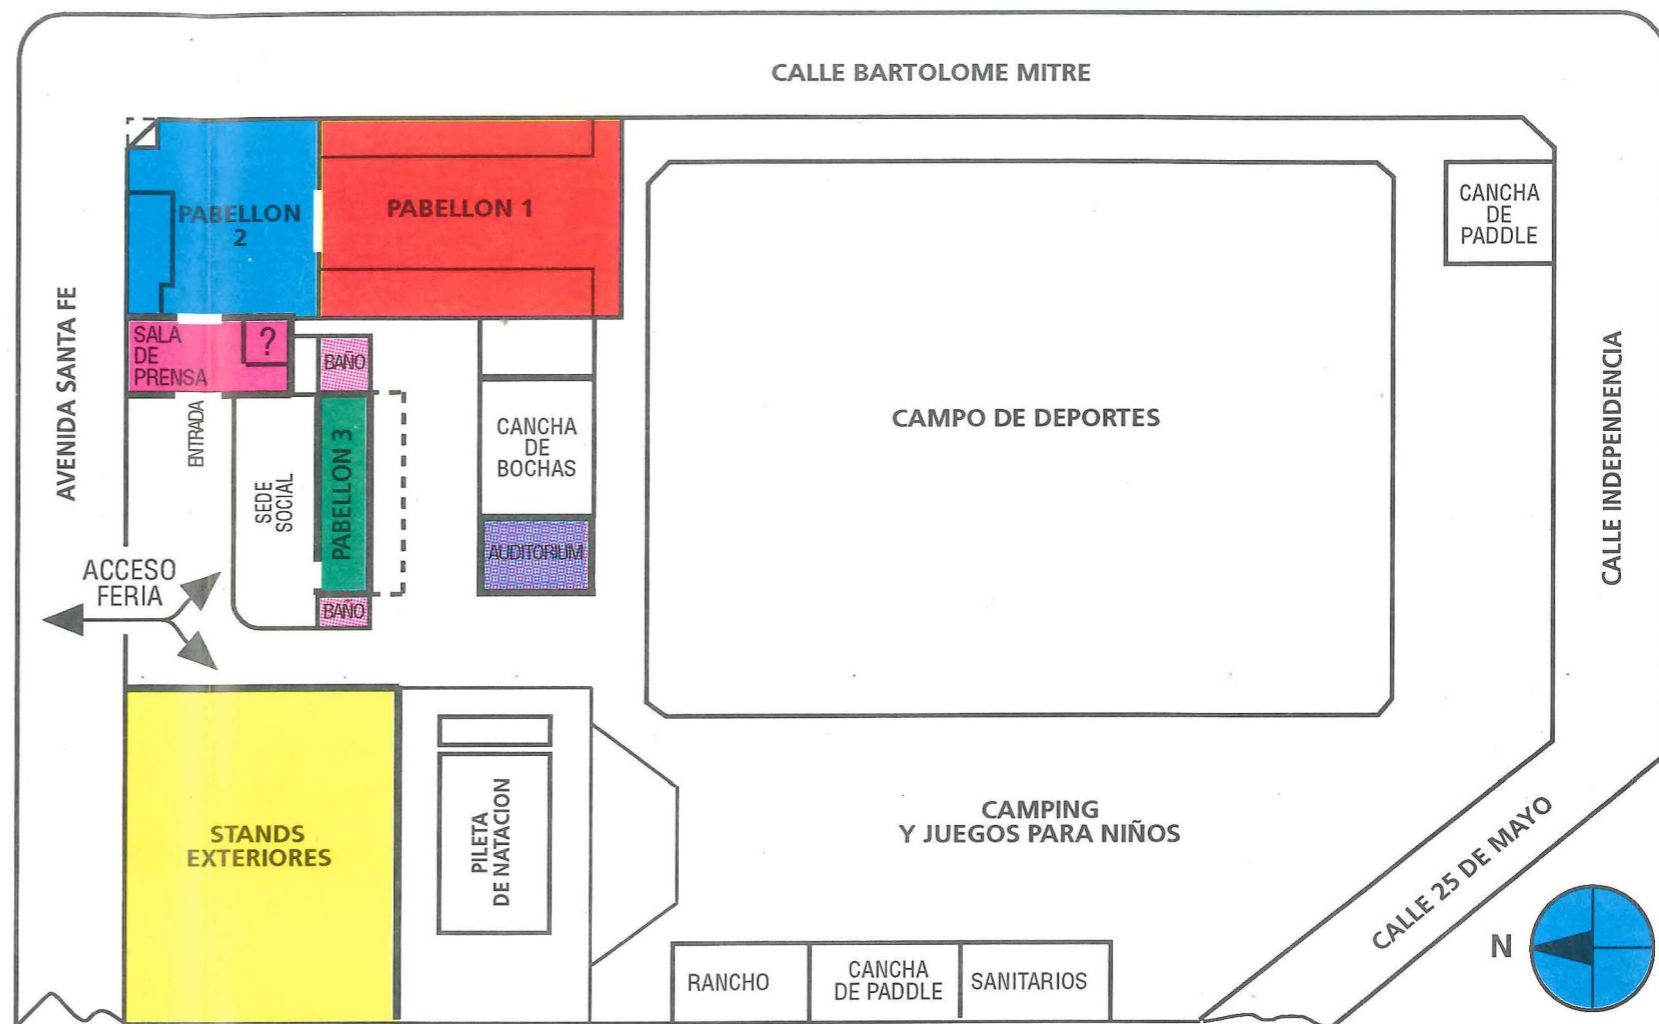 CALLE BARTOLOME MITRE
PABELLON
2
PABELLON 1
CANCHA
DE
PADDLE
AVENIDA SANTA FE
SALA
DE
PRENSA
?
BAÑO
ENTRADA
SEDE
SOCIAL
PABELLON 3
CANCHA
DE
BOCHAS
CAMPO DE DEPORTES
CALLE INDEPENDENCIA
AUDITORIUM
ACCESO
FERIA
BAÑO
STANDS
EXTERIORES
PILETA
DE NATACION
CAMPING
Y JUEGOS PARA NIÑOS
CALLE 25 DE MAYO
RANCHO
CANCHA
DE PADDLE
SANITARIOS
N